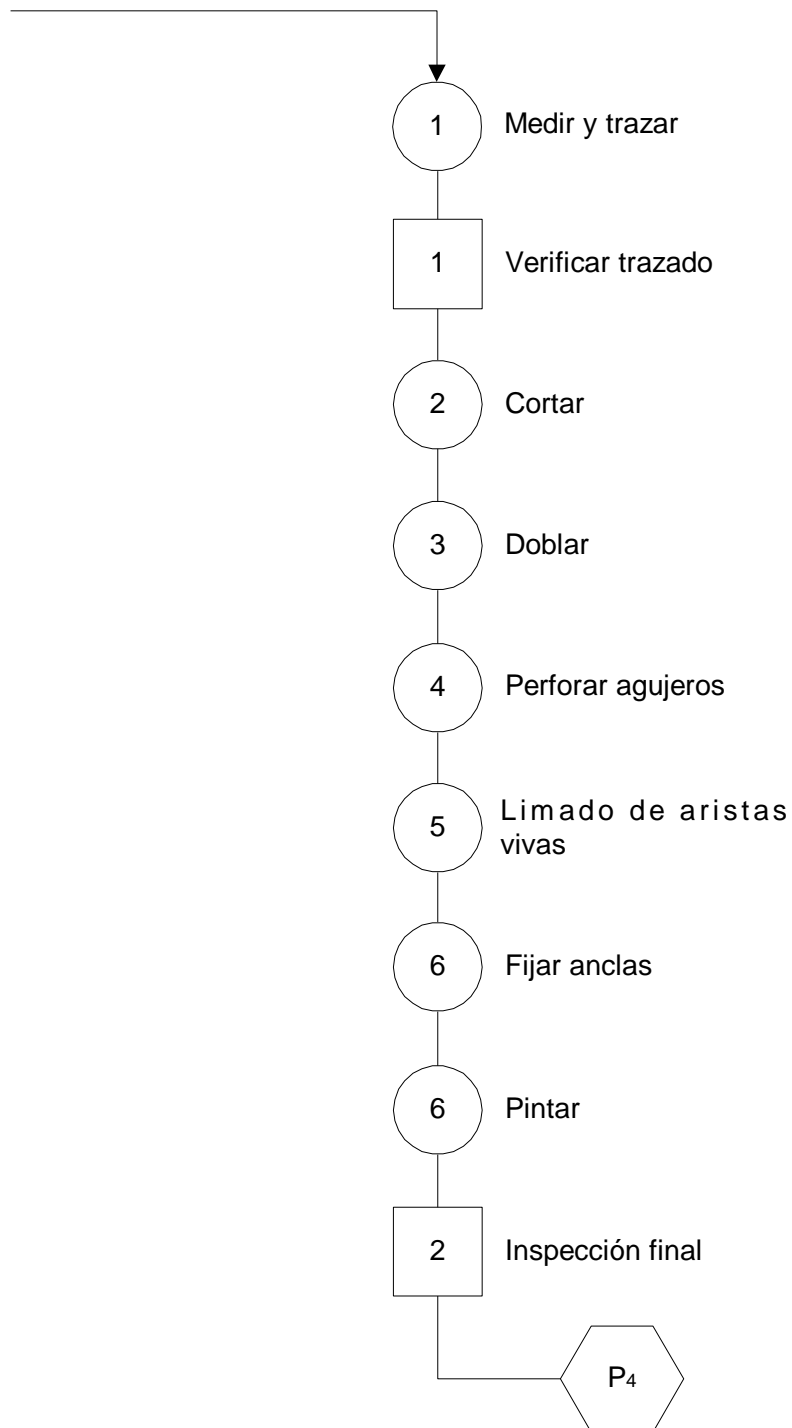 1 Medir y trazar
1 Verificar trazado
2 Cortar
3 Doblar
4 Perforar agujeros
5 Limado de aristas
vivas
6 Fijar anclas
6 Pintar
2 Inspección final
P4